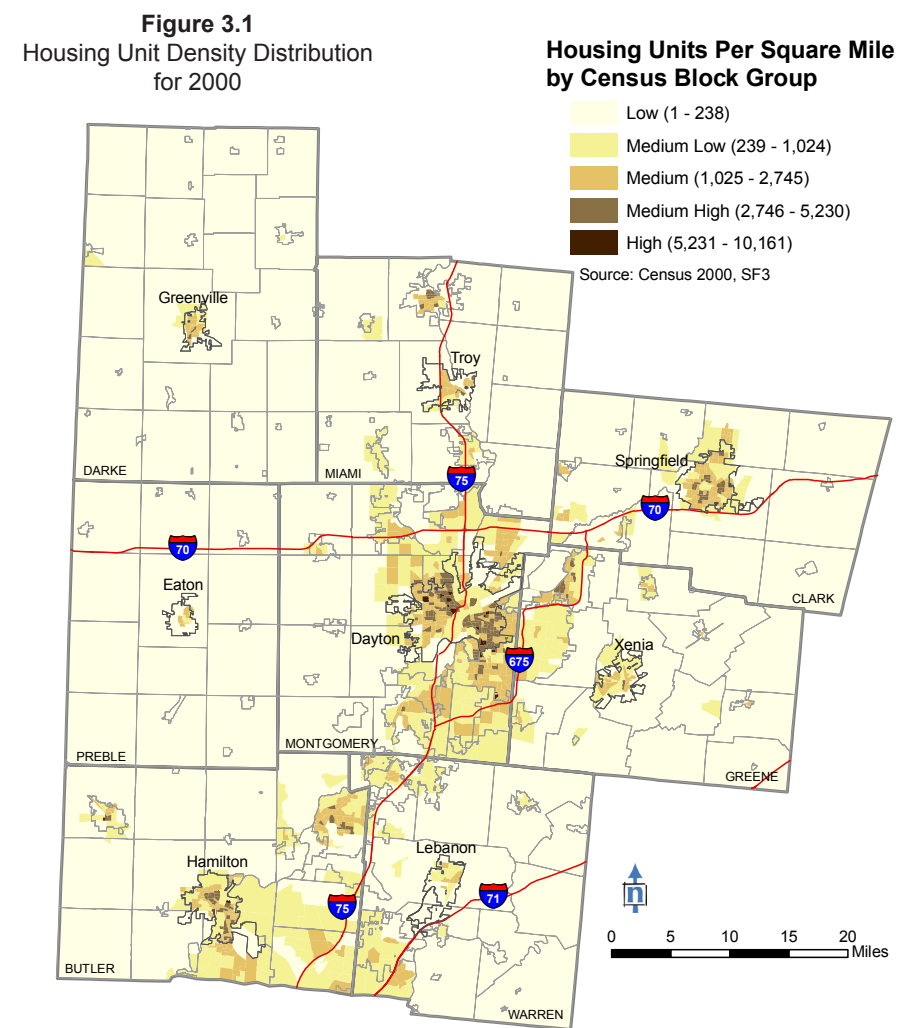 Figure 3.1
Housing Unit Density Distribution
for 2000
Housing Units Per Square Mile
by Census Block Group
Low (1 - 238)
Medium Low (239 - 1,024)
Medium (1,025 - 2,745)
Medium High (2,746 - 5,230)
High (5,231 - 10,161)
Source: Census 2000, SF3
Greenville
Troy
DARKE
MIAMI
75
Springfield
70
70
Eaton
CLARK
Dayton
675
Xenia
PREBLE
MONTGOMERY
GREENE
Hamilton
Lebanon
75
71
BUTLER
WARREN
n
0 5 10 15 20
Miles